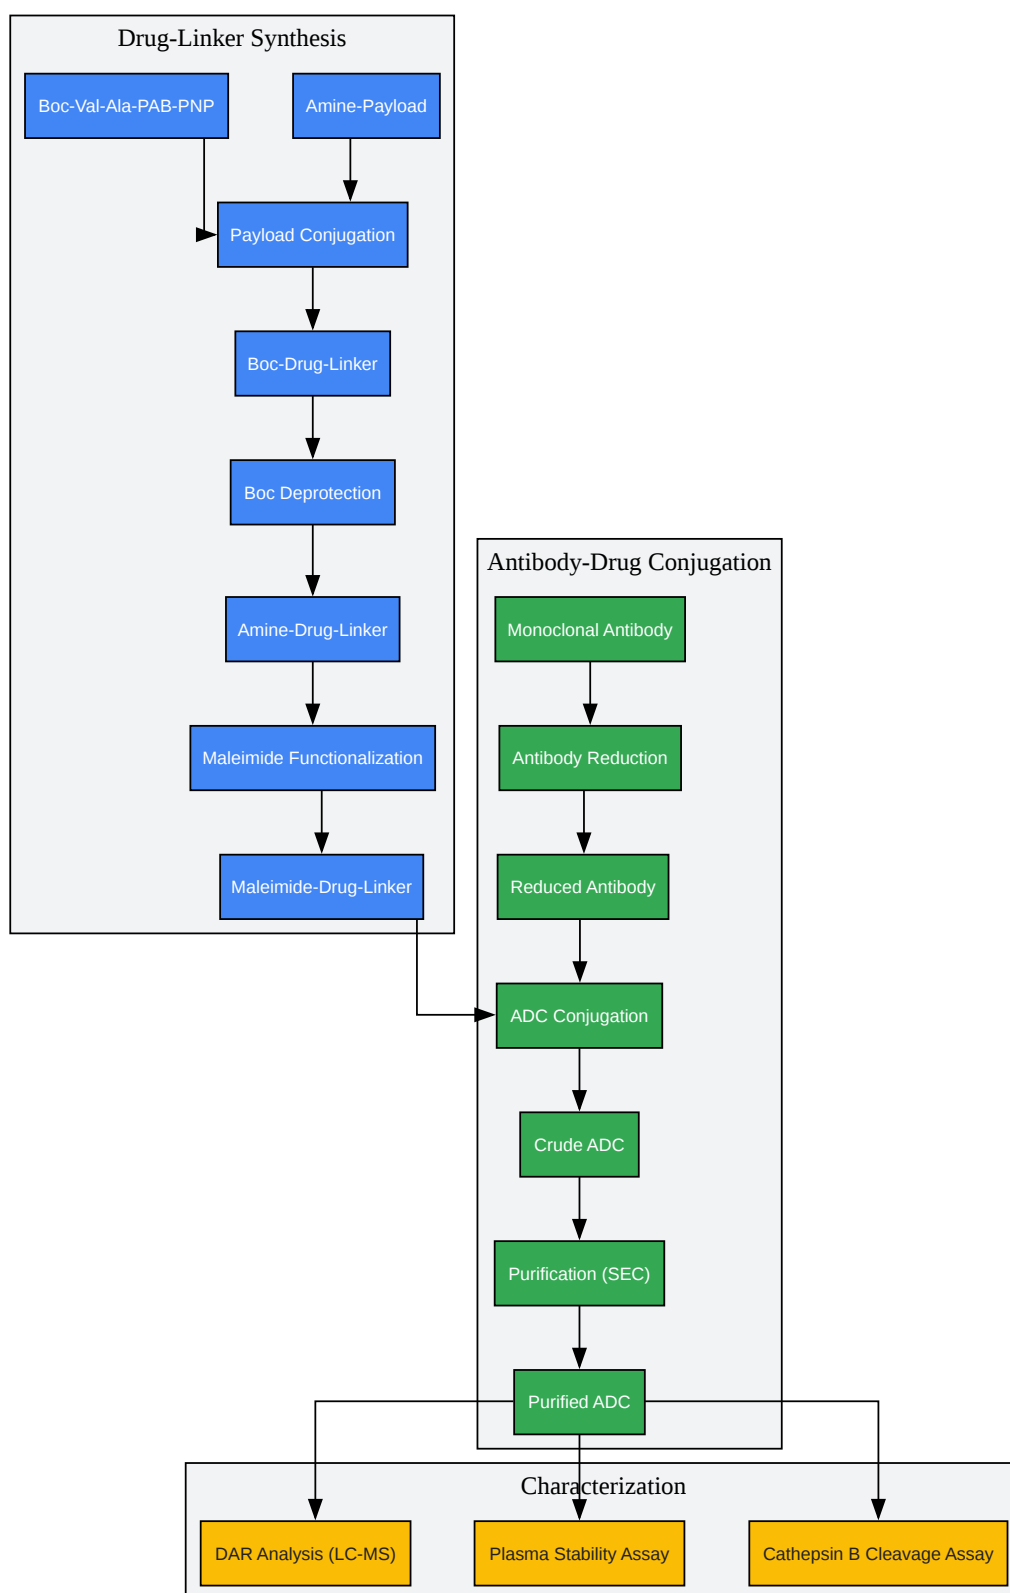 Drug-Linker Synthesis
Boc-Val-Ala-PAB-PNP
Amine-Payload
Payload Conjugation
Boc-Drug-Linker
Boc Deprotection
Amine-Drug-Linker
Maleimide Functionalization
Maleimide-Drug-Linker
Antibody-Drug Conjugation
Monoclonal Antibody
Antibody Reduction
Reduced Antibody
ADC Conjugation
Crude ADC
Purification (SEC)
Purified ADC
Characterization
DAR Analysis (LC-MS)
Plasma Stability Assay
Cathepsin B Cleavage Assay